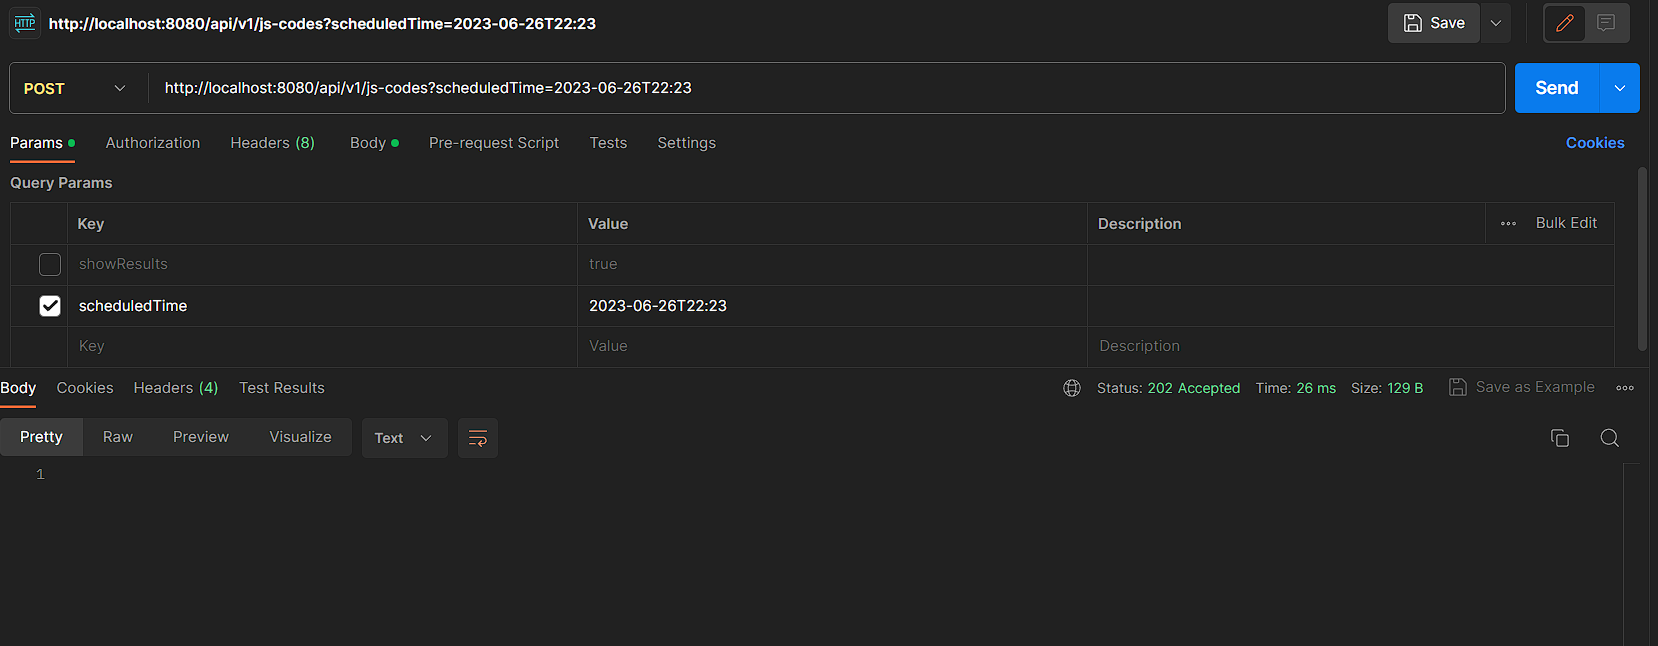 HTTP http://localhost:8080/api/v1/js-codes?scheduledTime=2023-06-26T22:23 Save
POST http://localhost:8080/api/v1/js-codes?scheduledTime=2023-06-26T22:23 Send
Params Authorization Headers (8) Body Pre-request Script Tests Settings Cookies
Query Params
Key Value Description Bulk Edit
showResults true
scheduledTime 2023-06-26T22:23
Key Value Description
Body Cookies Headers (4) Test Results Status: 202 Accepted Time: 26 ms Size: 129 B Save as Example
Pretty Raw Preview Visualize Text
1